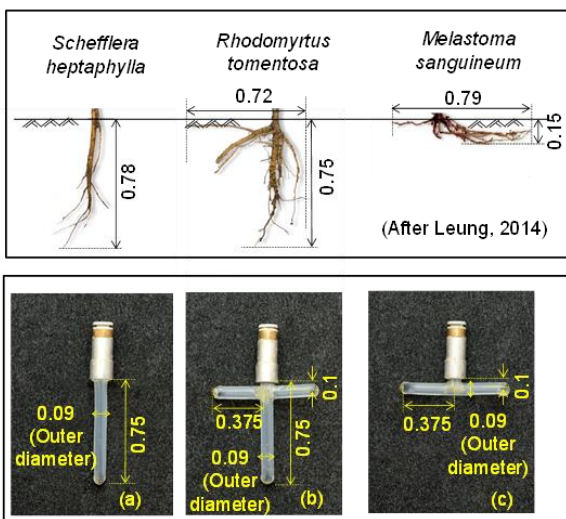 Schefflera
heptaphylla
Rhodomyrtus
tomentosa
Melastoma
sanguineum
0.72
0.79
0.78
0.75
0.15
(After Leung, 2014)
0.09
(Outer
diameter)
0.75
(a)
0.375
0.1
0.75
0.09
(Outer
diameter)
(b)
0.1
0.375
0.09
(Outer
diameter)
(c)